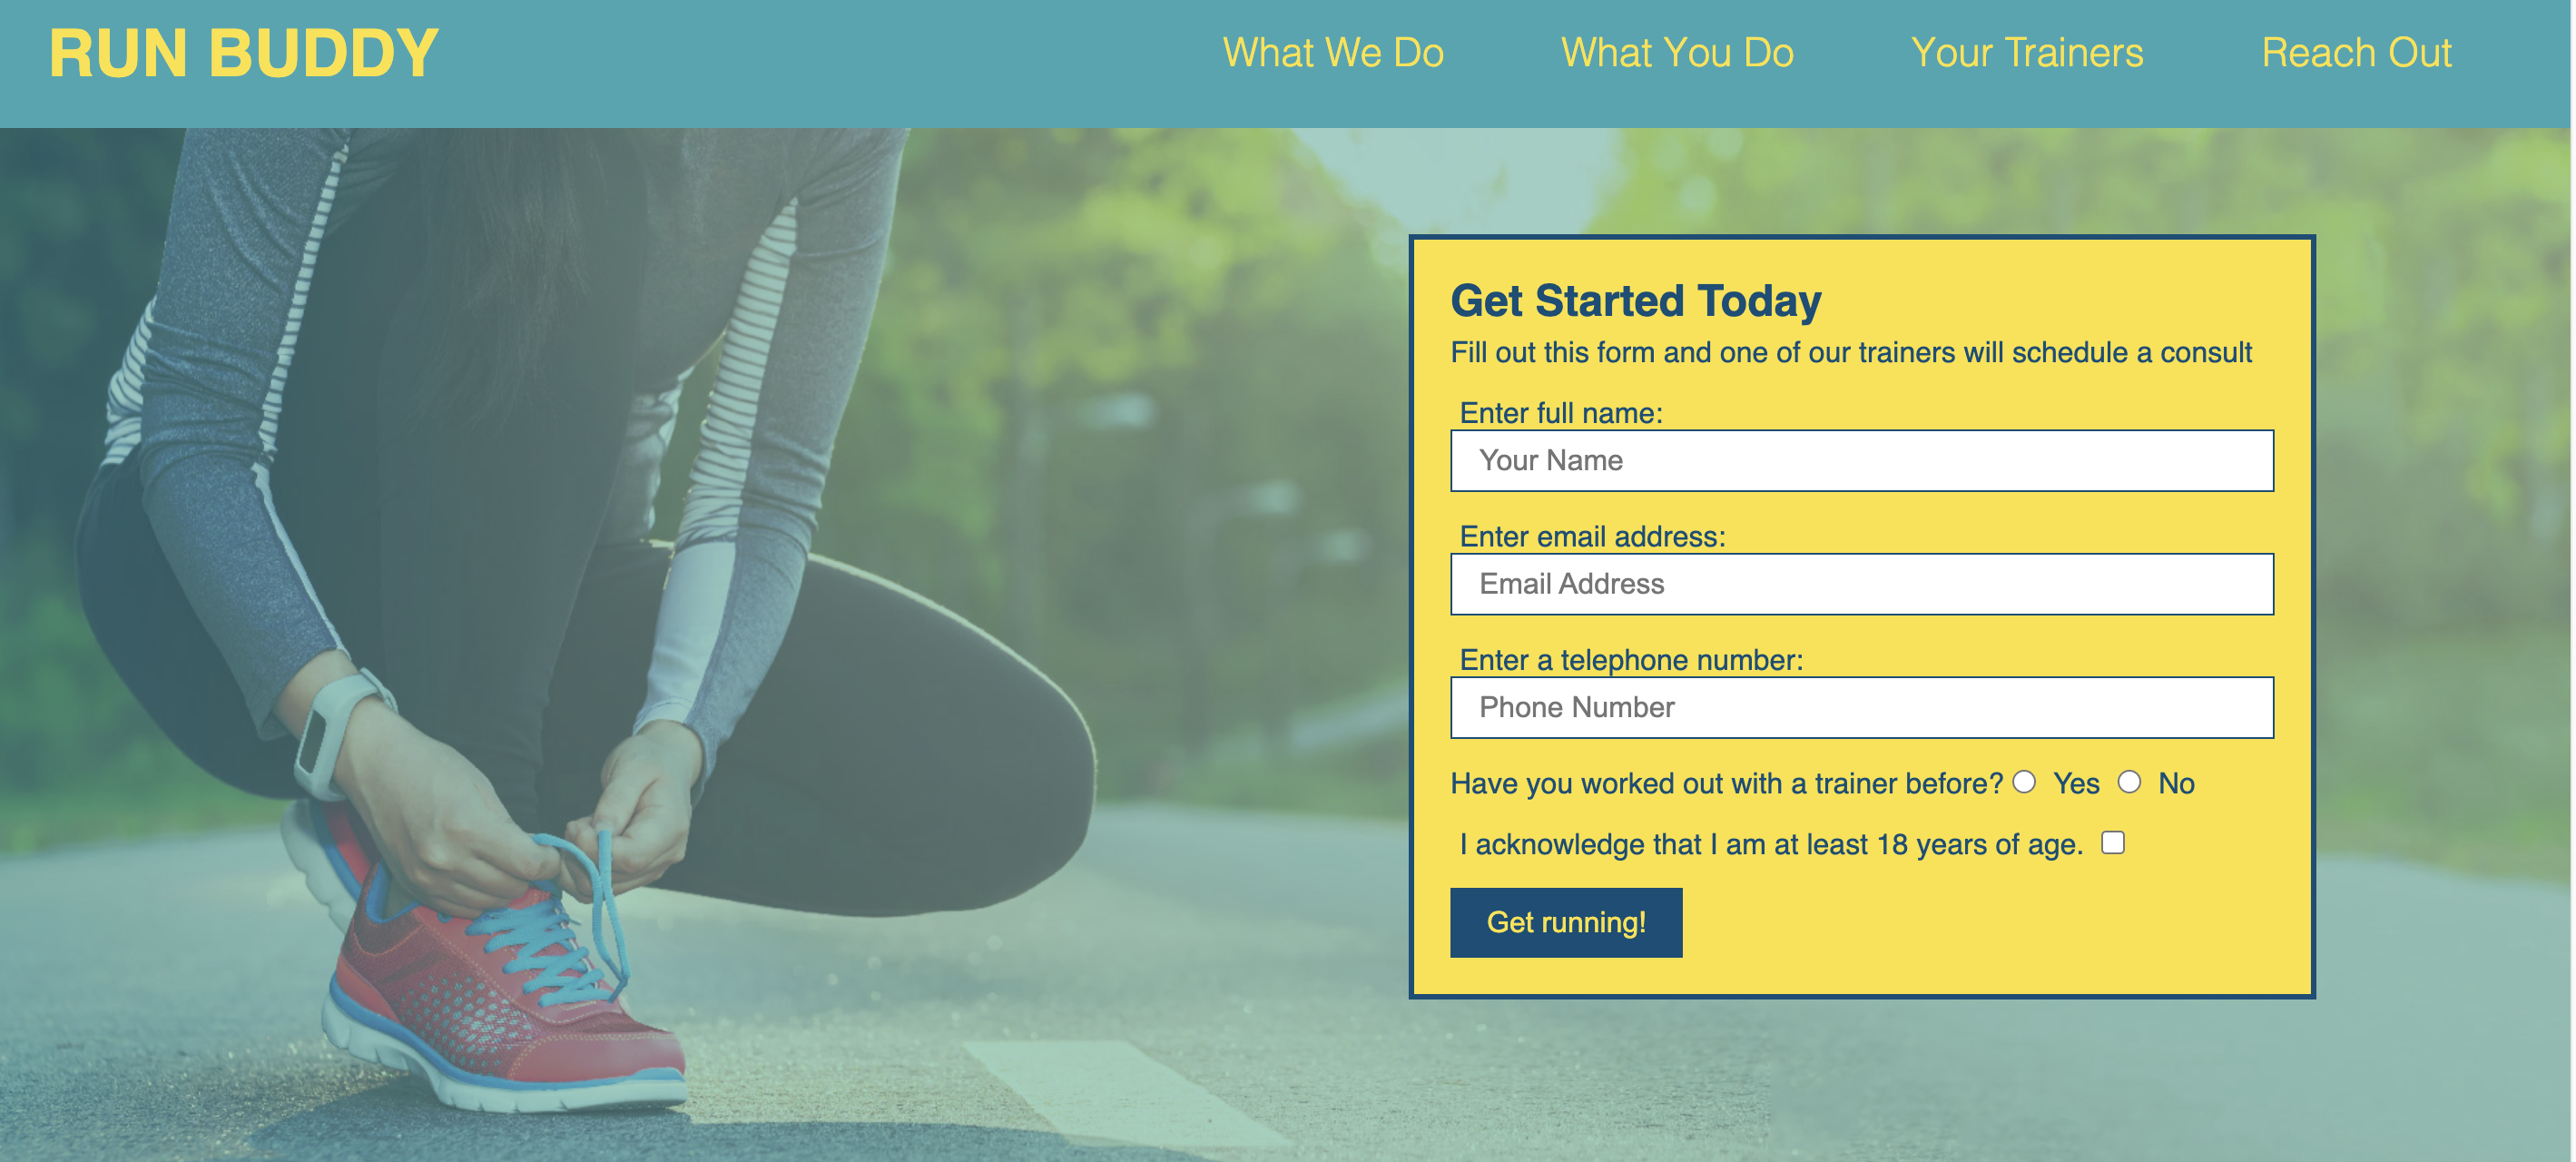 RUN BUDDY
What We Do What You Do Your Trainers Reach Out
Get Started Today
Fill out this form and one of our trainers will schedule a consult
Enter full name:
Your Name
Enter email address:
Email Address
Enter a telephone number:
Phone Number
Have you worked out with a trainer before? Yes No
I acknowledge that I am at least 18 years of age.
Get running!